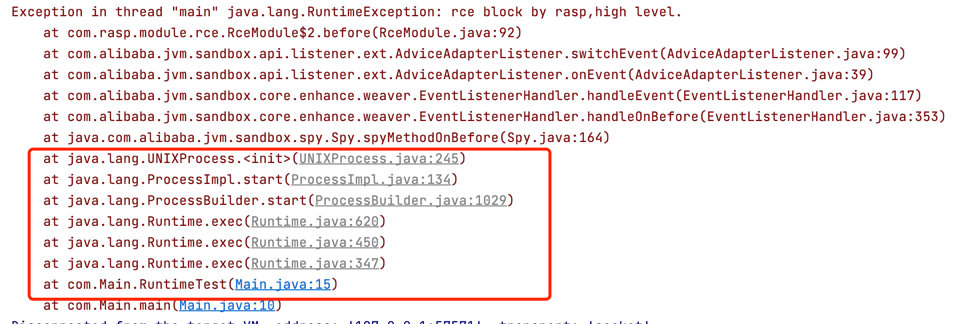 Exception in thread "main" java.lang.RuntimeException: rce block by rasp,high level.
at com.rasp.module.rce.RceModule$2.before(RceModule.java:92)
at com.alibaba.jvm.sandbox.api.listener.ext.AdviceAdapterListener.switchEvent(AdviceAdapterListener.java:99)
at com.alibaba.jvm.sandbox.api.listener.ext.AdviceAdapterListener.onEvent(AdviceAdapterListener.java:39)
at com.alibaba.jvm.sandbox.core.enhance.weaver.EventListenerHandler.handleEvent(EventListenerHandler.java:117)
at com.alibaba.jvm.sandbox.core.enhance.weaver.EventListenerHandler.handleOnBefore(EventListenerHandler.java:353)
at java.com.alibaba.jvm.sandbox.spy.Spy.spyMethodOnBefore(Spy.java:164)
at java.lang.UNIXProcess.<init>(UNIXProcess.java:245)
at java.lang.ProcessImpl.start(ProcessImpl.java:134)
at java.lang.ProcessBuilder.start(ProcessBuilder.java:1029)
at java.lang.Runtime.exec(Runtime.java:620)
at java.lang.Runtime.exec(Runtime.java:450)
at java.lang.Runtime.exec(Runtime.java:347)
at com.Main.RuntimeTest(Main.java:15)
at com.Main.main(Main.java:10)